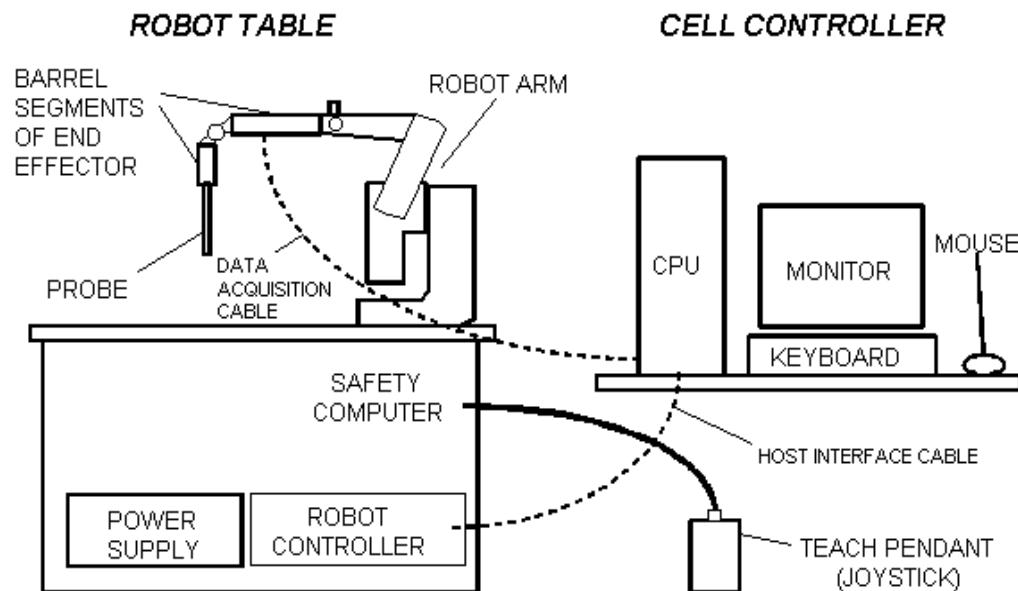 ROBOT TABLE
CELL CONTROLLER
BARREL
SEGMENTS
OF END
EFFECTOR
ROBOT ARM
PROBE
DATA
ACQUISITION
CABLE
CPU
MONITOR
MOUSE
KEYBOARD
SAFETY
COMPUTER
HOST INTERFACE CABLE
POWER
SUPPLY
ROBOT
CONTROLLER
TEACH PENDANT
(JOYSTICK)